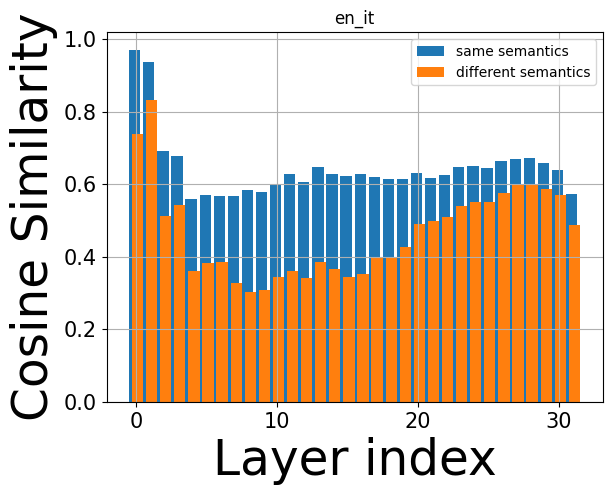 en_it
same semantics
different semantics
Cosine Similarity
1.0
0.8
0.6
0.4
0.2
0.0
0 10 20 30
Layer index